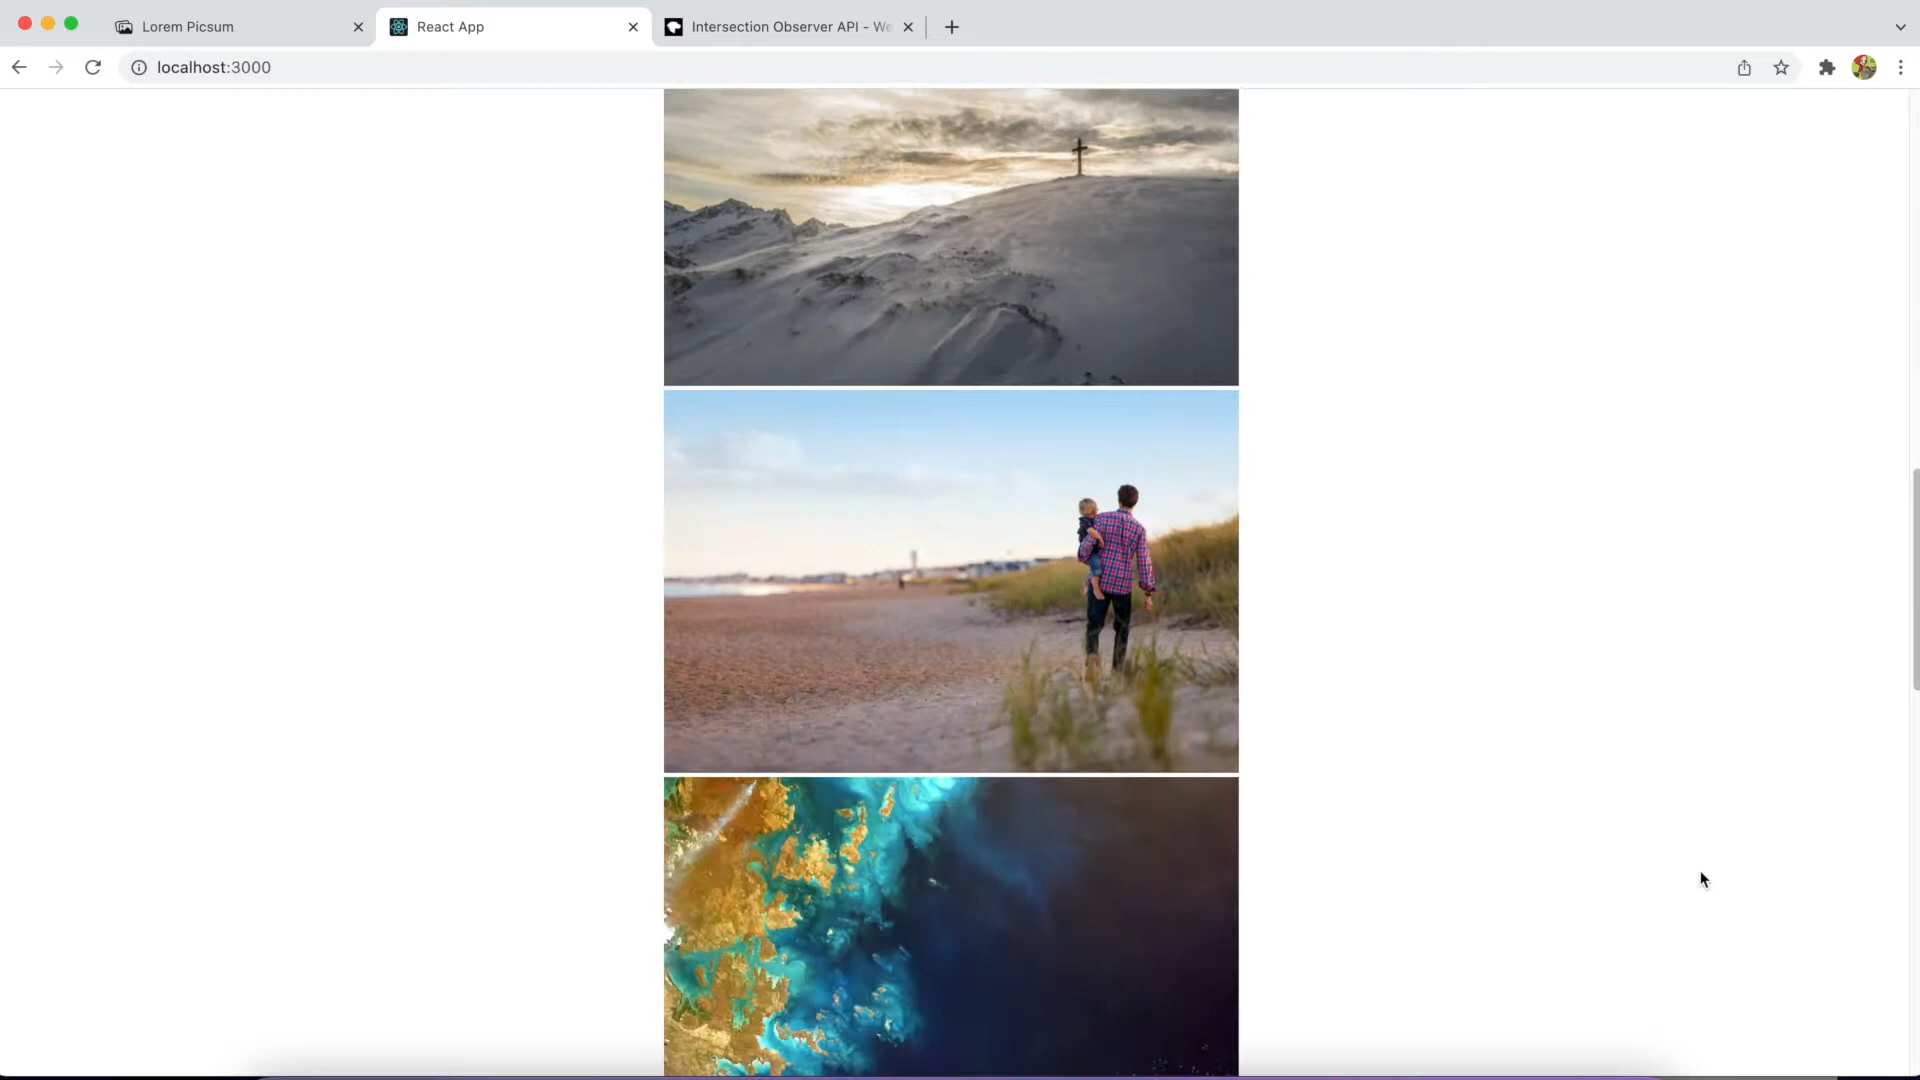 Lorem Picsum
React App
Intersection Observer API - We
localhost:3000